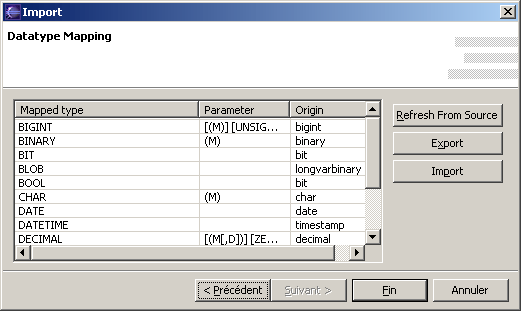 Import
Datatype Mapping
Mapped type Parameter Origin
BIGINT [(M)] [UNSIG... bigint
BINARY (M) binary
BIT bit
BLOB longvarbinary
BOOL bit
CHAR (M) char
DATE date
DATETIME timestamp
DECIMAL [(M[,D])] [ZE... decimal
Refresh From Source
Export
Import
< Précédent
Suivant >
Fin
Annuler